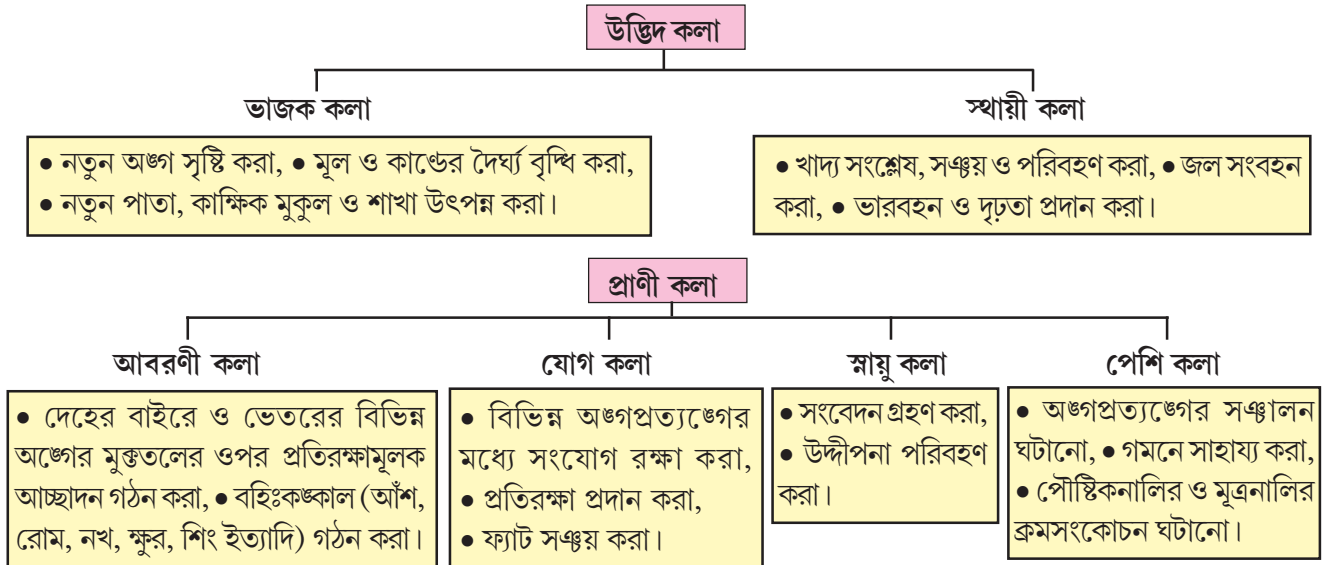 উদ্ভিদ কলা
ভাজক কলা
● নতুন অঙ্গ সৃষ্টি করা, ● মূল ও কাণ্ডের দৈর্ঘ্য বৃদ্ধি করা,
● নতুন পাতা, কাক্ষিক মুকুল ও শাখা উৎপন্ন করা।
স্থায়ী কলা
● খাদ্য সংশ্লেষ, সঞ্চয় ও পরিবহণ করা, ● জল সংবহন
করা, ● ভারবহন ও দৃঢ়তা প্রদান করা।
প্রাণী কলা
আবরণী কলা
● দেহের বাইরে ও ভেতরের বিভিন্ন
অঙ্গের মুক্ততলের ওপর প্রতিরক্ষামূলক
আচ্ছাদন গঠন করা, ● বহিঃকঙ্কাল (আঁশ,
রোম, নখ, ক্ষুর, শিং ইত্যাদি) গঠন করা।
যোগ কলা
● বিভিন্ন অঙ্গপ্রত্যঙ্গের
মধ্যে সংযোগ রক্ষা করা,
● প্রতিরক্ষা প্রদান করা,
● ফ্যাট সঞ্চয় করা।
স্নায়ু কলা
● সংবেদন গ্রহণ করা,
● উদ্দীপনা পরিবহণ
করা।
পেশি কলা
● অঙ্গপ্রত্যঙ্গের সঞ্চালন
ঘটানো, ● গমনে সাহায্য করা,
● পৌষ্টিকনালির ও মূত্রনালির
ক্রমসংকোচন ঘটানো।